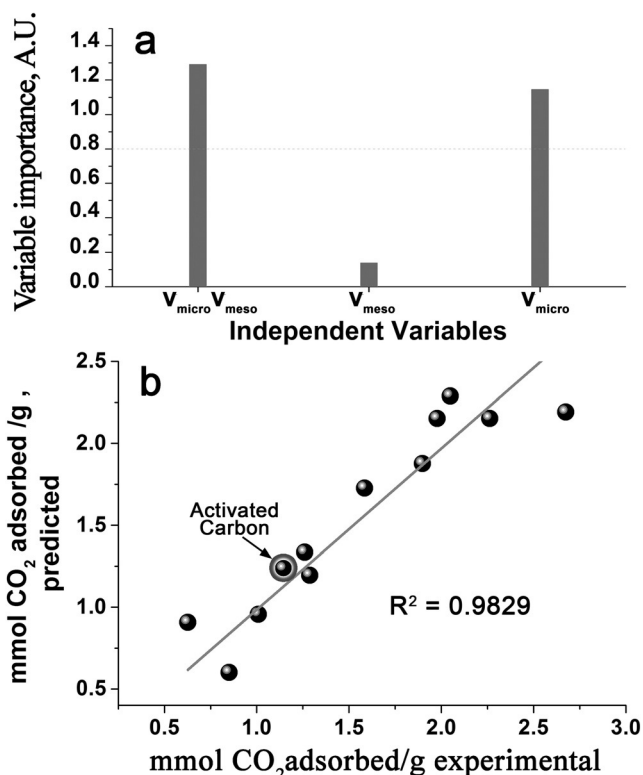 a
Variable importance, A.U.
1.4
1.2
1.0
0.8
0.6
0.4
0.2
0.0
Vmicro Vmeso
Vmeso
Vmicro
Independent Variables
b
mmol CO2 adsorbed /g ,
predicted
2.5
2.0
1.5
1.0
0.5
Activated
Carbon
R² = 0.9829
0.5 1.0 1.5 2.0 2.5 3.0
mmol CO2adsorbed/g experimental